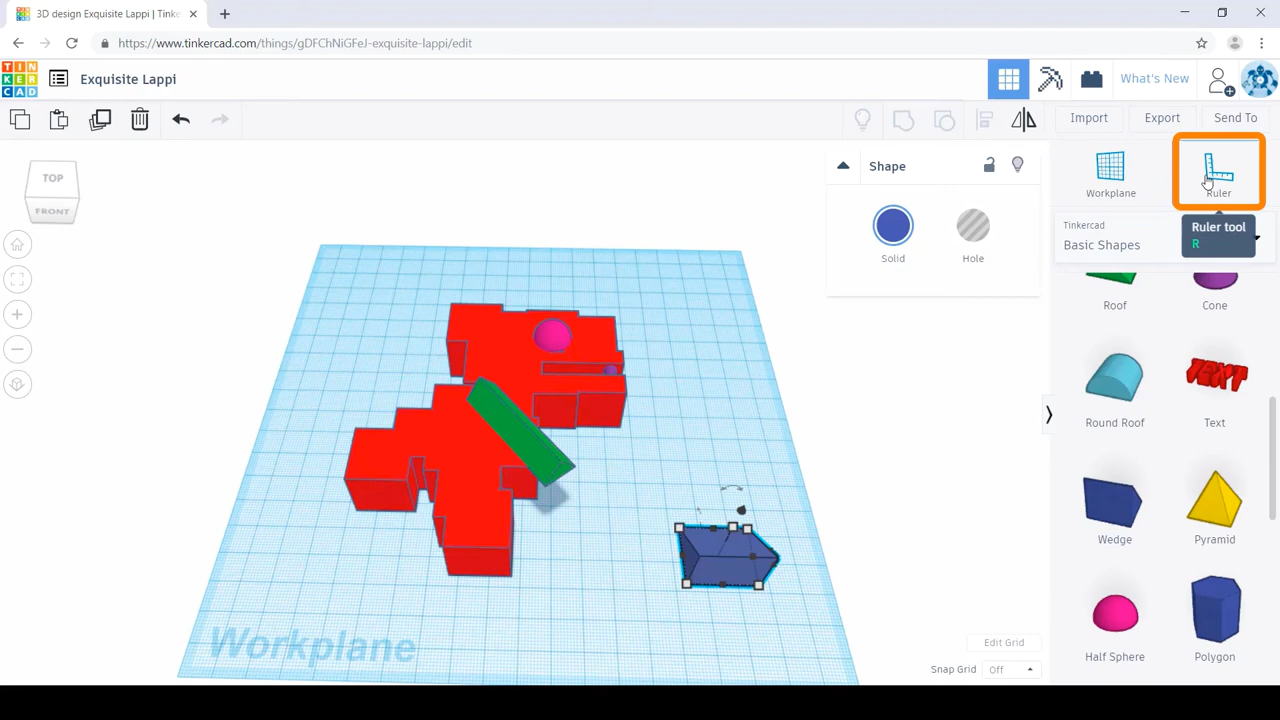 3D design Exquisite Lappi | Tinke
https://www.tinkercad.com/things/gDFChNiGFeJ-exquisite-lappi/edit
TIN
KER
CAD
Exquisite Lappi
What's New
Import
Export
Send To
TOP
FRONT
Shape
Solid
Hole
Workplane
Ruler
Tinkercad
Basic Shapes
Ruler tool
R
Roof
Cone
Round Roof
TEXT
Text
Wedge
Pyramid
Half Sphere
Polygon
Workplane
Edit Grid
Snap Grid
Off